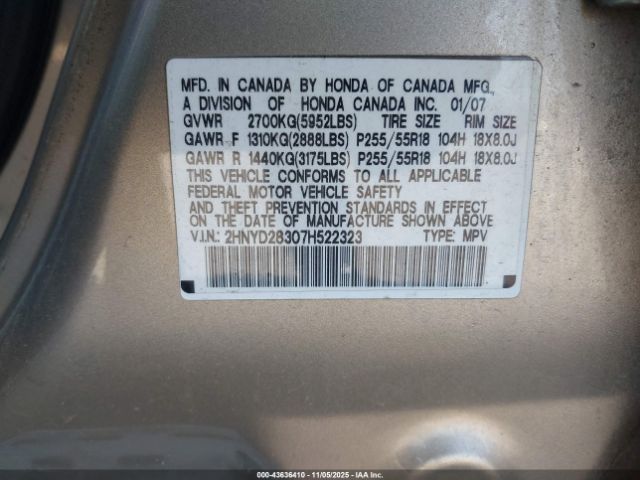 MFD. IN CANADA BY HONDA OF CANADA MFG.,
A DIVISION OF HONDA CANADA INC. 01/07
GVWR 2700KG(5952LBS) TIRE SIZE RIM SIZE
GAWR F 1310KG(2888LBS) P255/55R18 104H 18X8.0J
GAWR R 1440KG(3175LBS) P255/55R18 104H 18X8.0J
THIS VEHICLE CONFORMS TO ALL APPLICABLE
FEDERAL MOTOR VEHICLE SAFETY
AND THEFT PREVENTION STANDARDS IN EFFECT
ON THE DATE OF MANUFACTURE SHOWN ABOVE
V.I.N.: 2HNYD28307H522323 TYPE: MPV
000-43636410 - 11/05/2025 - IAA, Inc.